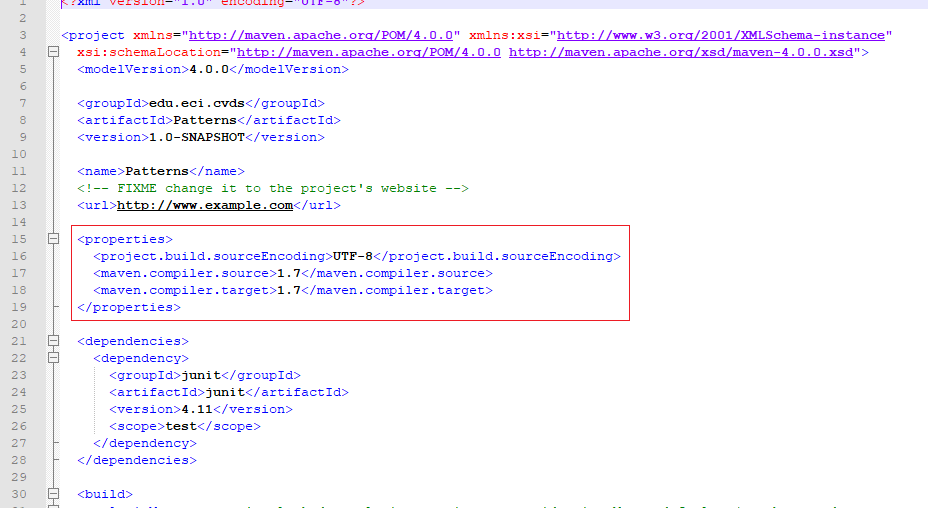 1 <?xml version="1.0" encoding="UTF-8"?>
2
3 <project xmlns="http://maven.apache.org/POM/4.0.0" xmlns:xsi="http://www.w3.org/2001/XMLSchema-instance"
4 xsi:schemaLocation="http://maven.apache.org/POM/4.0.0 http://maven.apache.org/xsd/maven-4.0.0.xsd">
5 <modelVersion>4.0.0</modelVersion>
6
7 <groupId>edu.eci.cvds</groupId>
8 <artifactId>Patterns</artifactId>
9 <version>1.0-SNAPSHOT</version>
10
11 <name>Patterns</name>
12 <!-- FIXME change it to the project's website -->
13 <url>http://www.example.com</url>
14
15 <properties>
16 <project.build.sourceEncoding>UTF-8</project.build.sourceEncoding>
17 <maven.compiler.source>1.7</maven.compiler.source>
18 <maven.compiler.target>1.7</maven.compiler.target>
19 </properties>
20
21 <dependencies>
22 <dependency>
23 <groupId>junit</groupId>
24 <artifactId>junit</artifactId>
25 <version>4.11</version>
26 <scope>test</scope>
27 </dependency>
28 </dependencies>
29
30 <build>